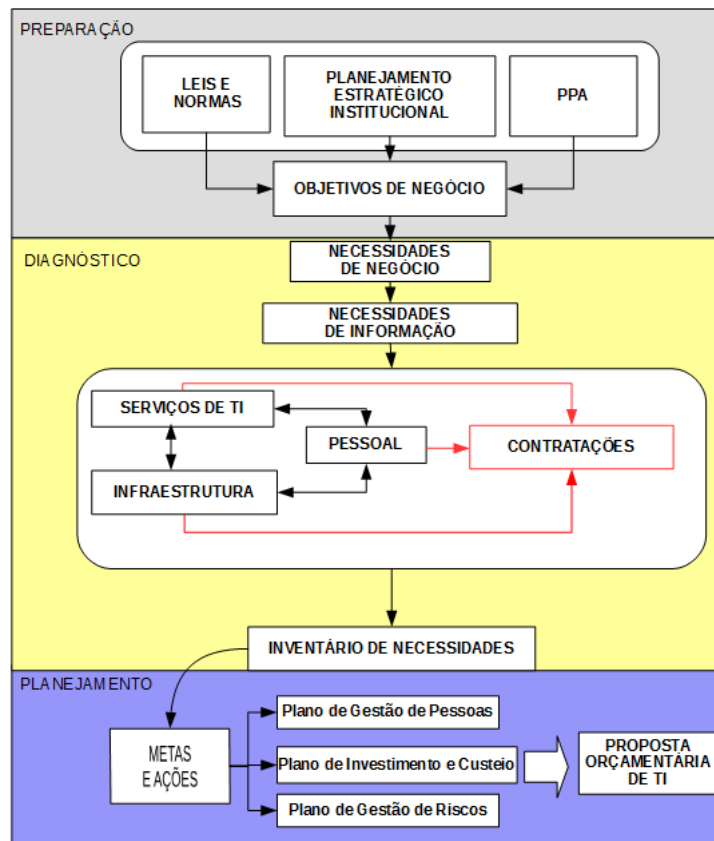 PREPARAÇÃO
LEIS E
NORMAS
PLANEJAMENTO
ESTRATÉGICO
INSTITUCIONAL
PPA
OBJETIVOS DE NEGÓCIO
DIAGNÓSTICO
NECESSIDADES
DE NEGÓCIO
NECESSIDADES
DE INFORMAÇÃO
SERVIÇOS DE TI
PESSOAL
CONTRATAÇÕES
INFRAESTRUTURA
INVENTÁRIO DE NECESSIDADES
PLANEJAMENTO
METAS
E AÇÕES
Plano de Gestão de Pessoas
Plano de Investimento e Custeio
Plano de Gestão de Riscos
PROPOSTA
ORÇAMENTÁRIA
DE TI